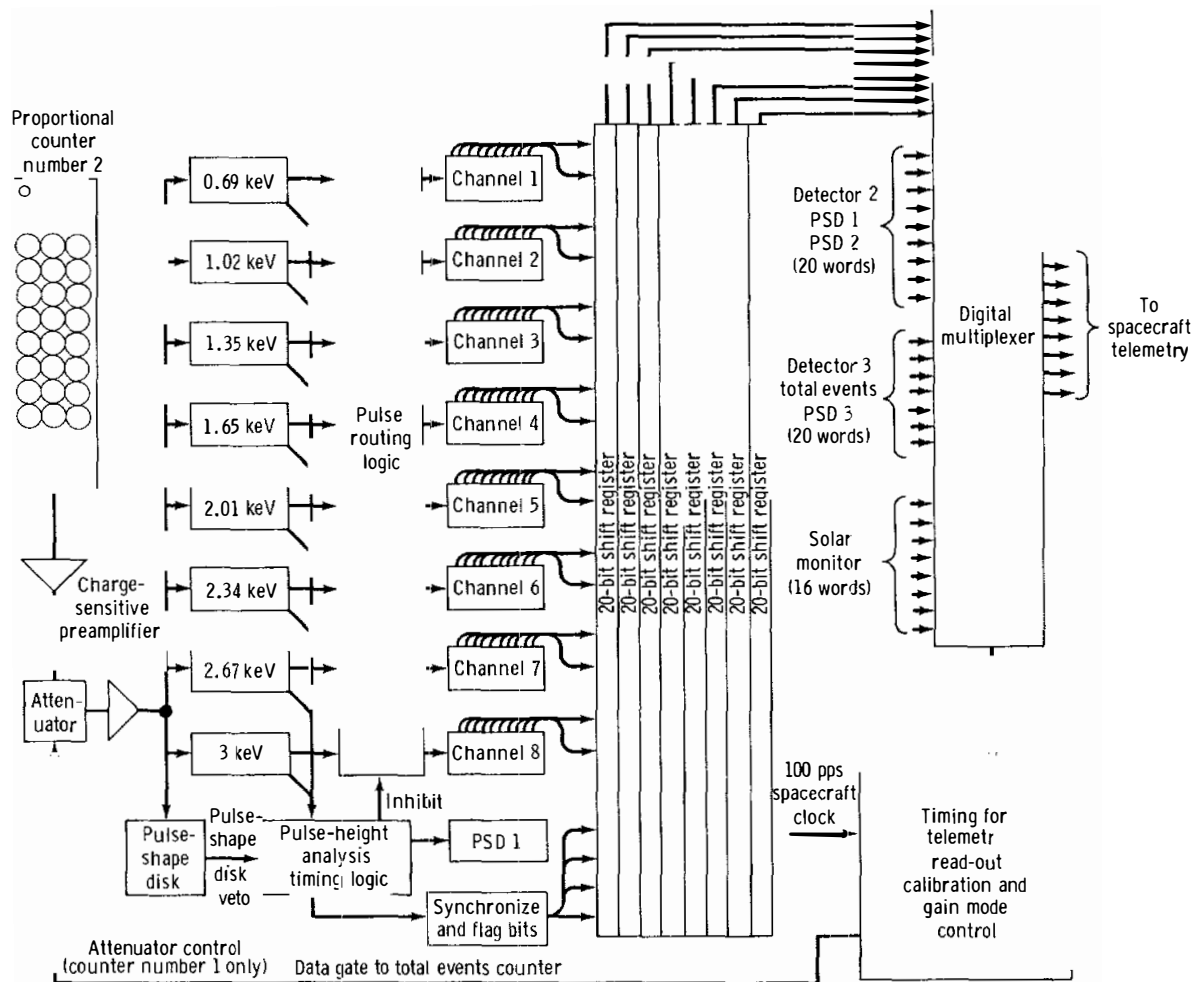 Proportional
counter
number 2
0.69 keV
1.02 keV
1.35 keV
1.65 keV
2.01 keV
2.34 keV
2.67 keV
3 keV
Charge-
sensitive
preamplifier
Atten-
uator
Pulse
routing
logic
Channel 1
Channel 2
Channel 3
Channel 4
Channel 5
Channel 6
Channel 7
Channel 8
20-bit shift register
20-bit shift register
20-bit shift register
20-bit shift register
20-bit shift register
20-bit shift register
20-bit shift register
20-bit shift register
Detector 2
PSD 1
PSD 2
(20 words)
Detector 3
total events
PSD 3
(20 words)
Solar
monitor
(16 words)
Digital
multiplexer
To
spacecraft
telemetry
Inhibit
Pulse-
shape
disk
Pulse-
shape
disk
veto
Pulse-height
analysis
timing logic
PSD 1
Synchronize
and flag bits
100 pps
spacecraft
clock
Timing for
telemetr
read-out
calibration and
gain mode
control
Attenuator control
(counter number 1 only)
Data gate to total events counter